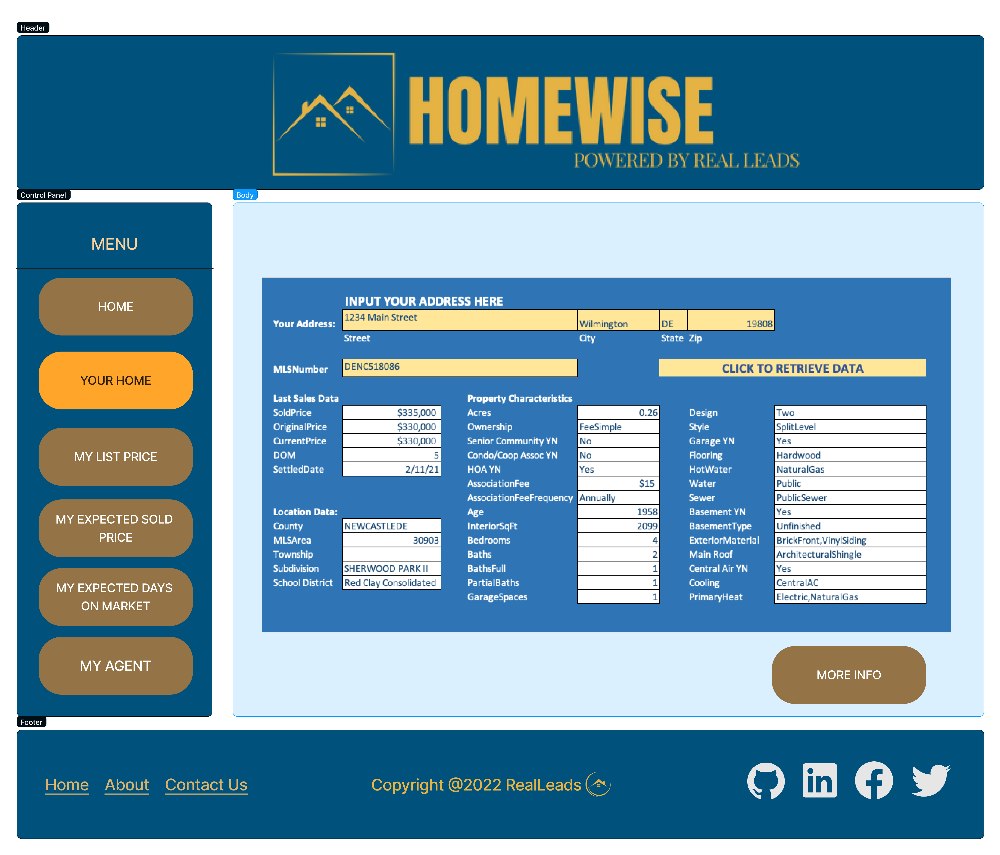 Header
HOMEWISE
POWERED BY REAL LEADS
Control Panel
Body
MENU
HOME
YOUR HOME
MY LIST PRICE
MY EXPECTED SOLD
PRICE
MY EXPECTED DAYS
ON MARKET
MY AGENT
INPUT YOUR ADDRESS HERE
Your Address: 1234 Main Street Wilmington DE 19808
Street City State Zip
MLSNumber DENC518086 CLICK TO RETRIEVE DATA
Last Sales Data Property Characteristics
SoldPrice $335,000 Acres 0.26 Design Two
OriginalPrice $330,000 Ownership FeeSimple Style SplitLevel
CurrentPrice $330,000 Senior Community YN No Garage YN Yes
DOM 5 Condo/Coop Assoc YN No Flooring Hardwood
SettledDate 2/11/21 HOA YN Yes HotWater NaturalGas
AssociationFee $15 Water Public
AssociationFeeFrequency Annually Sewer PublicSewer
Location Data: Age 1958 Basement YN Yes
County NEWCASTLEDE InteriorSqFt 2099 BasementType Unfinished
MLSArea 30903 Bedrooms 4 ExteriorMaterial BrickFront,VinylSiding
Township Baths 2 Main Roof ArchitecturalShingle
Subdivision SHERWOOD PARK II BathsFull 1 Central Air YN Yes
School District Red Clay Consolidated PartialBaths 1 Cooling CentralAC
GarageSpaces 1 PrimaryHeat Electric,NaturalGas
MORE INFO
Footer
Home About Contact Us
Copyright @2022 RealLeads
in